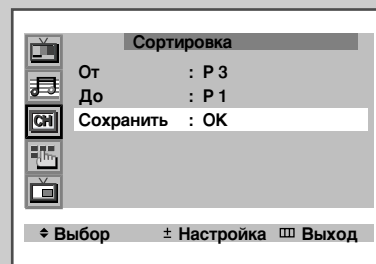 Сортировка
От : P 3
До : P 1
CH Сохранить : OK
Выбор ± Настройка Выход